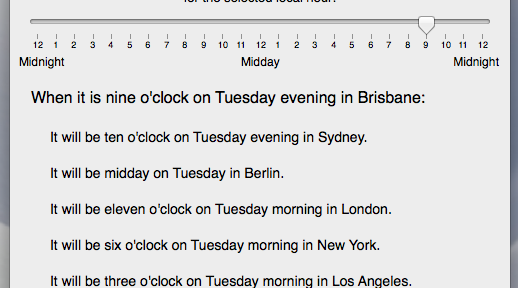 for the selected local hour:
12 1 2 3 4 5 6 7 8 9 10 11 12 1 2 3 4 5 6 7 8 9 10 11 12
Midnight Midday Midnight
When it is nine o'clock on Tuesday evening in Brisbane:
It will be ten o'clock on Tuesday evening in Sydney.
It will be midday on Tuesday in Berlin.
It will be eleven o'clock on Tuesday morning in London.
It will be six o'clock on Tuesday morning in New York.
It will be three o'clock on Tuesday morning in Los Angeles.